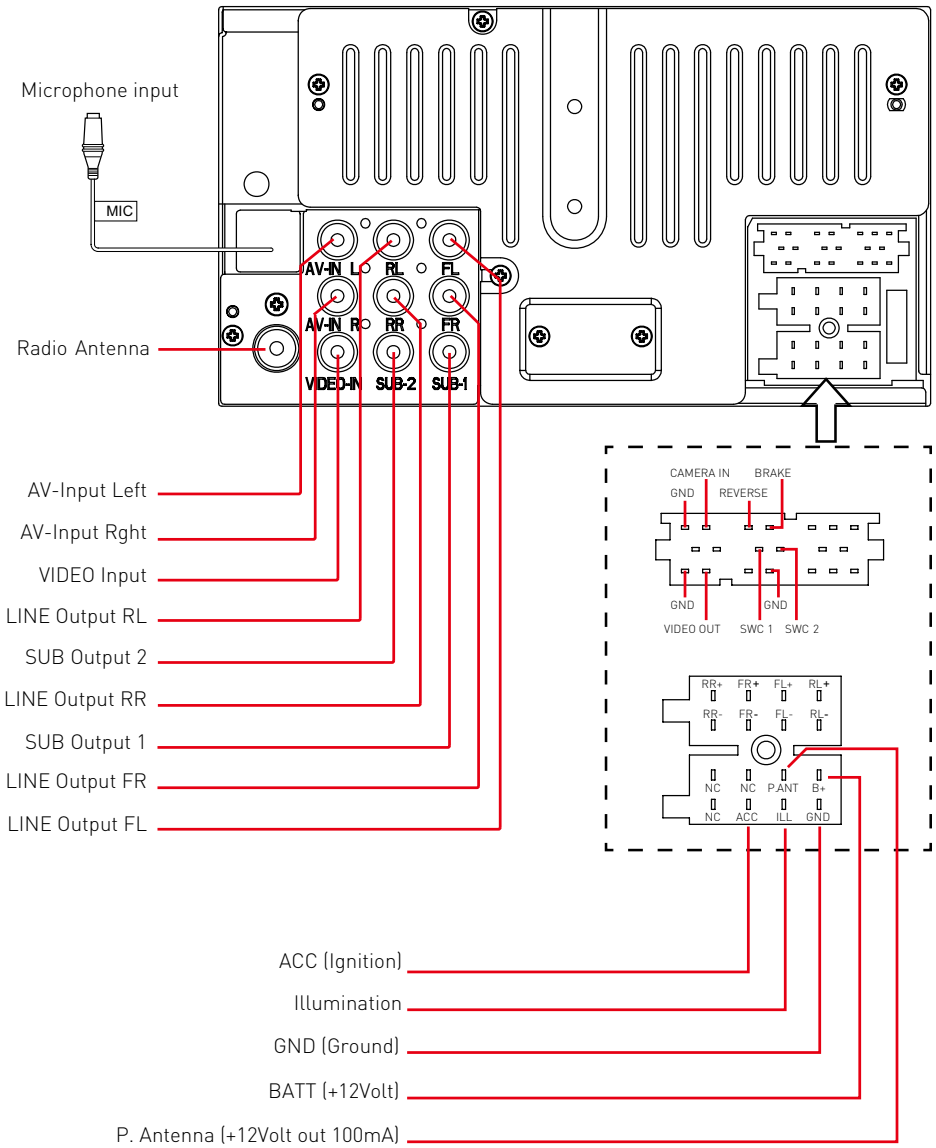 Microphone input
MIC
AV-IN L RL FL
AV-IN R RR FR
Radio Antenna
VIDEO-IN SUB-2 SUB-1
AV-Input Left
AV-Input Rght
VIDEO Input
LINE Output RL
SUB Output 2
LINE Output RR
SUB Output 1
LINE Output FR
LINE Output FL
CAMERA IN BRAKE
GND REVERSE
GND GND
VIDEO OUT SWC 1 SWC 2
RR+ FR+ FL+ RL+
RR- FR- FL- RL-
NC NC P.ANT B+
NC ACC ILL GND
ACC (Ignition)
Illumination
GND (Ground)
BATT (+12Volt)
P. Antenna (+12Volt out 100mA)